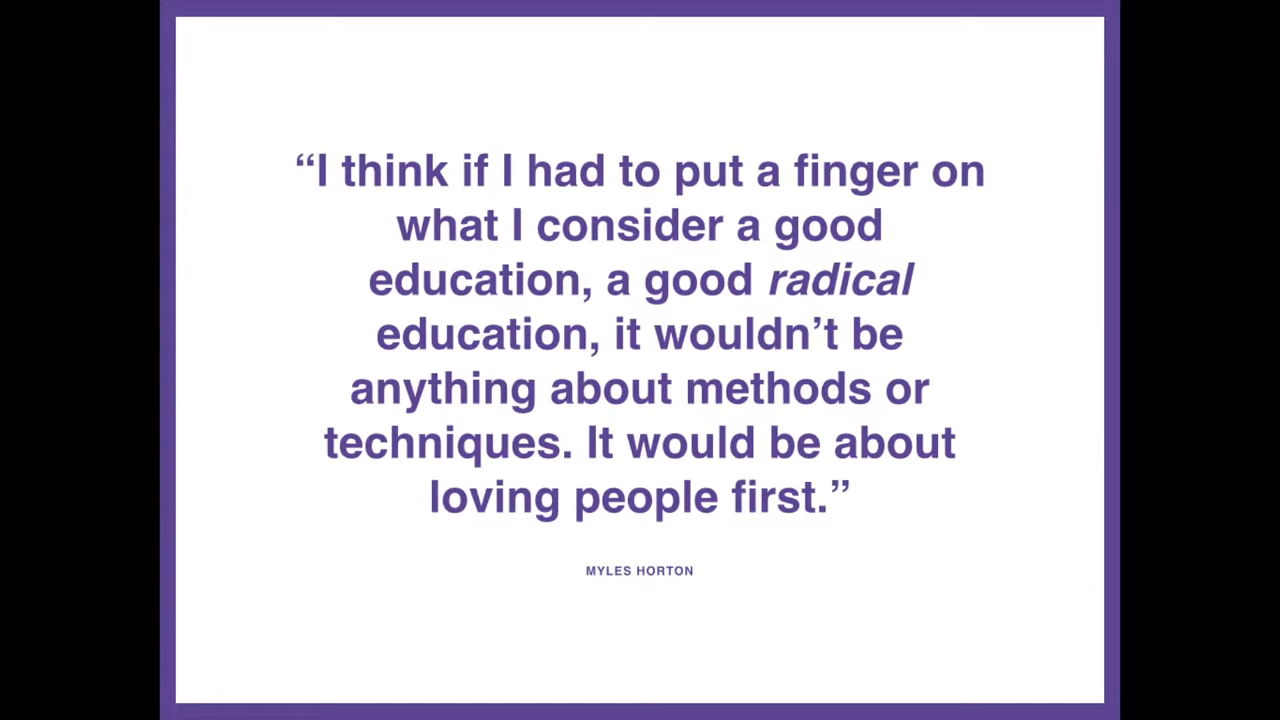 “I think if I had to put a finger on
what I consider a good
education, a good radical
education, it wouldn’t be
anything about methods or
techniques. It would be about
loving people first.”
MYLES HORTON